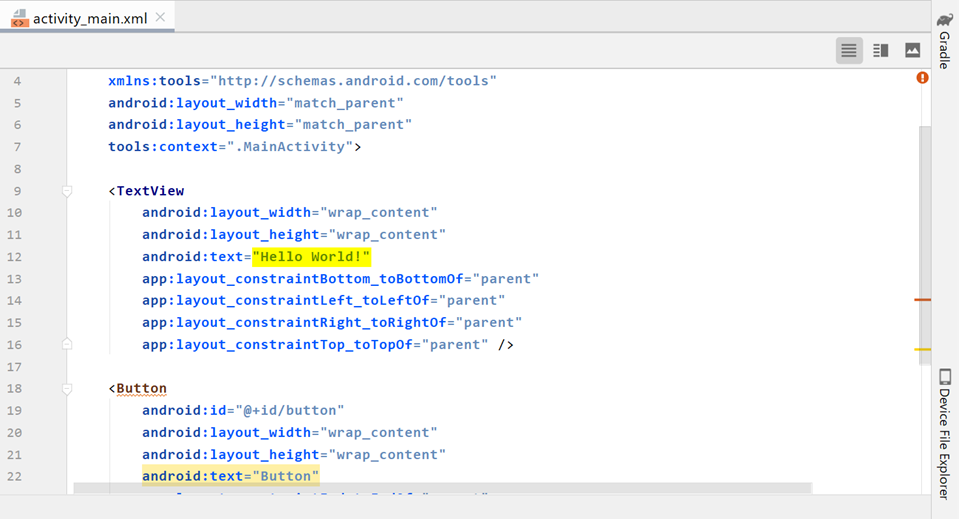 activity_main.xml
Gradle
4 xmlns:tools="http://schemas.android.com/tools"
5 android:layout_width="match_parent"
6 android:layout_height="match_parent"
7 tools:context=".MainActivity">
8
9 <TextView
10 android:layout_width="wrap_content"
11 android:layout_height="wrap_content"
12 android:text="Hello World!"
13 app:layout_constraintBottom_toBottomOf="parent"
14 app:layout_constraintLeft_toLeftOf="parent"
15 app:layout_constraintRight_toRightOf="parent"
16 app:layout_constraintTop_toTopOf="parent" />
17
18 <Button
19 android:id="@+id/button"
20 android:layout_width="wrap_content"
21 android:layout_height="wrap_content"
22 android:text="Button"
Device File Explorer